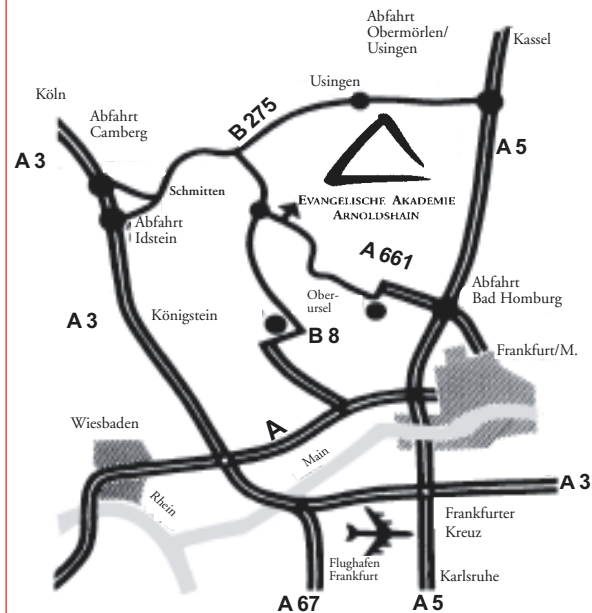 Abfahrt
Obermörlen/
Usingen
Kassel
Usingen
Köln
Abfahrt
Camberg
B 275
A 3
A 5
Schmitten
EVANGELISCHE AKADEMIE
ARNOLDSHAIN
Abfahrt
Idstein
A 661
Abfahrt
Bad Homburg
Ober-
ursel
A 3
Königstein
B 8
Frankfurt/M.
Wiesbaden
A
Main
Rhein
A 3
Frankfurter
Kreuz
Flughafen
Frankfurt
Karlsruhe
A 67
A 5